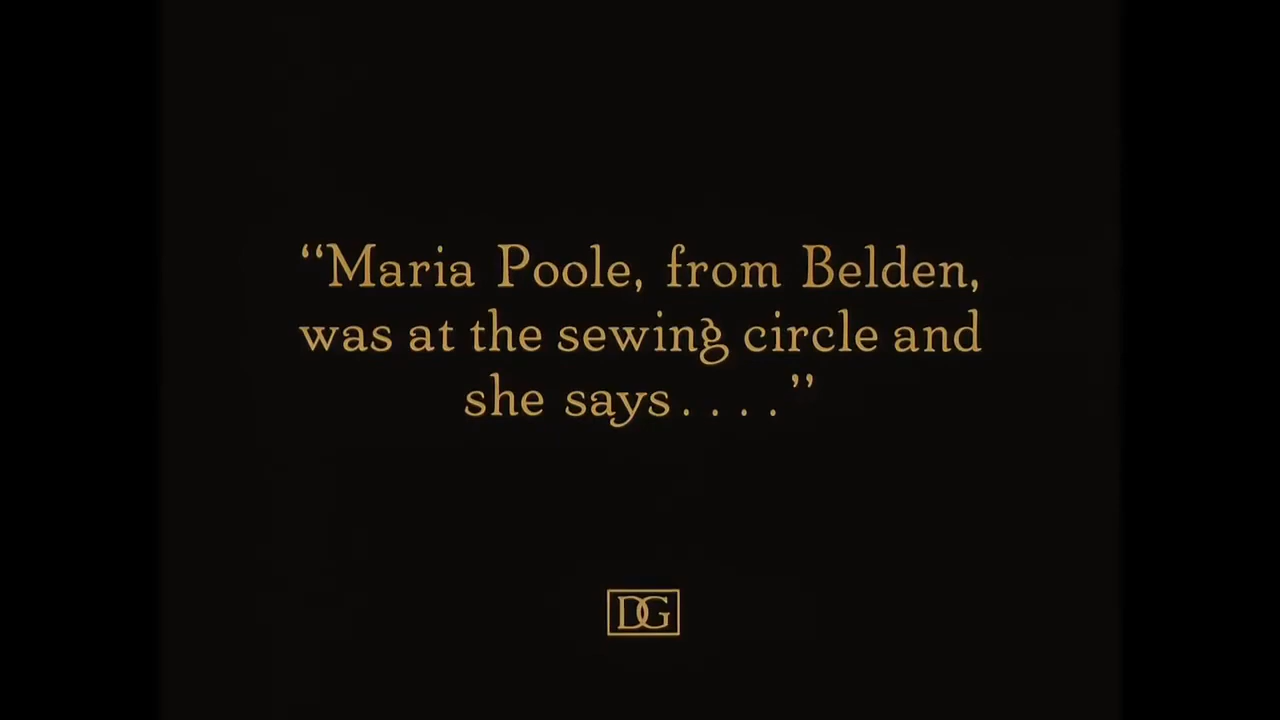 “Maria Poole, from Belden,
was at the sewing circle and
she says....”
DG